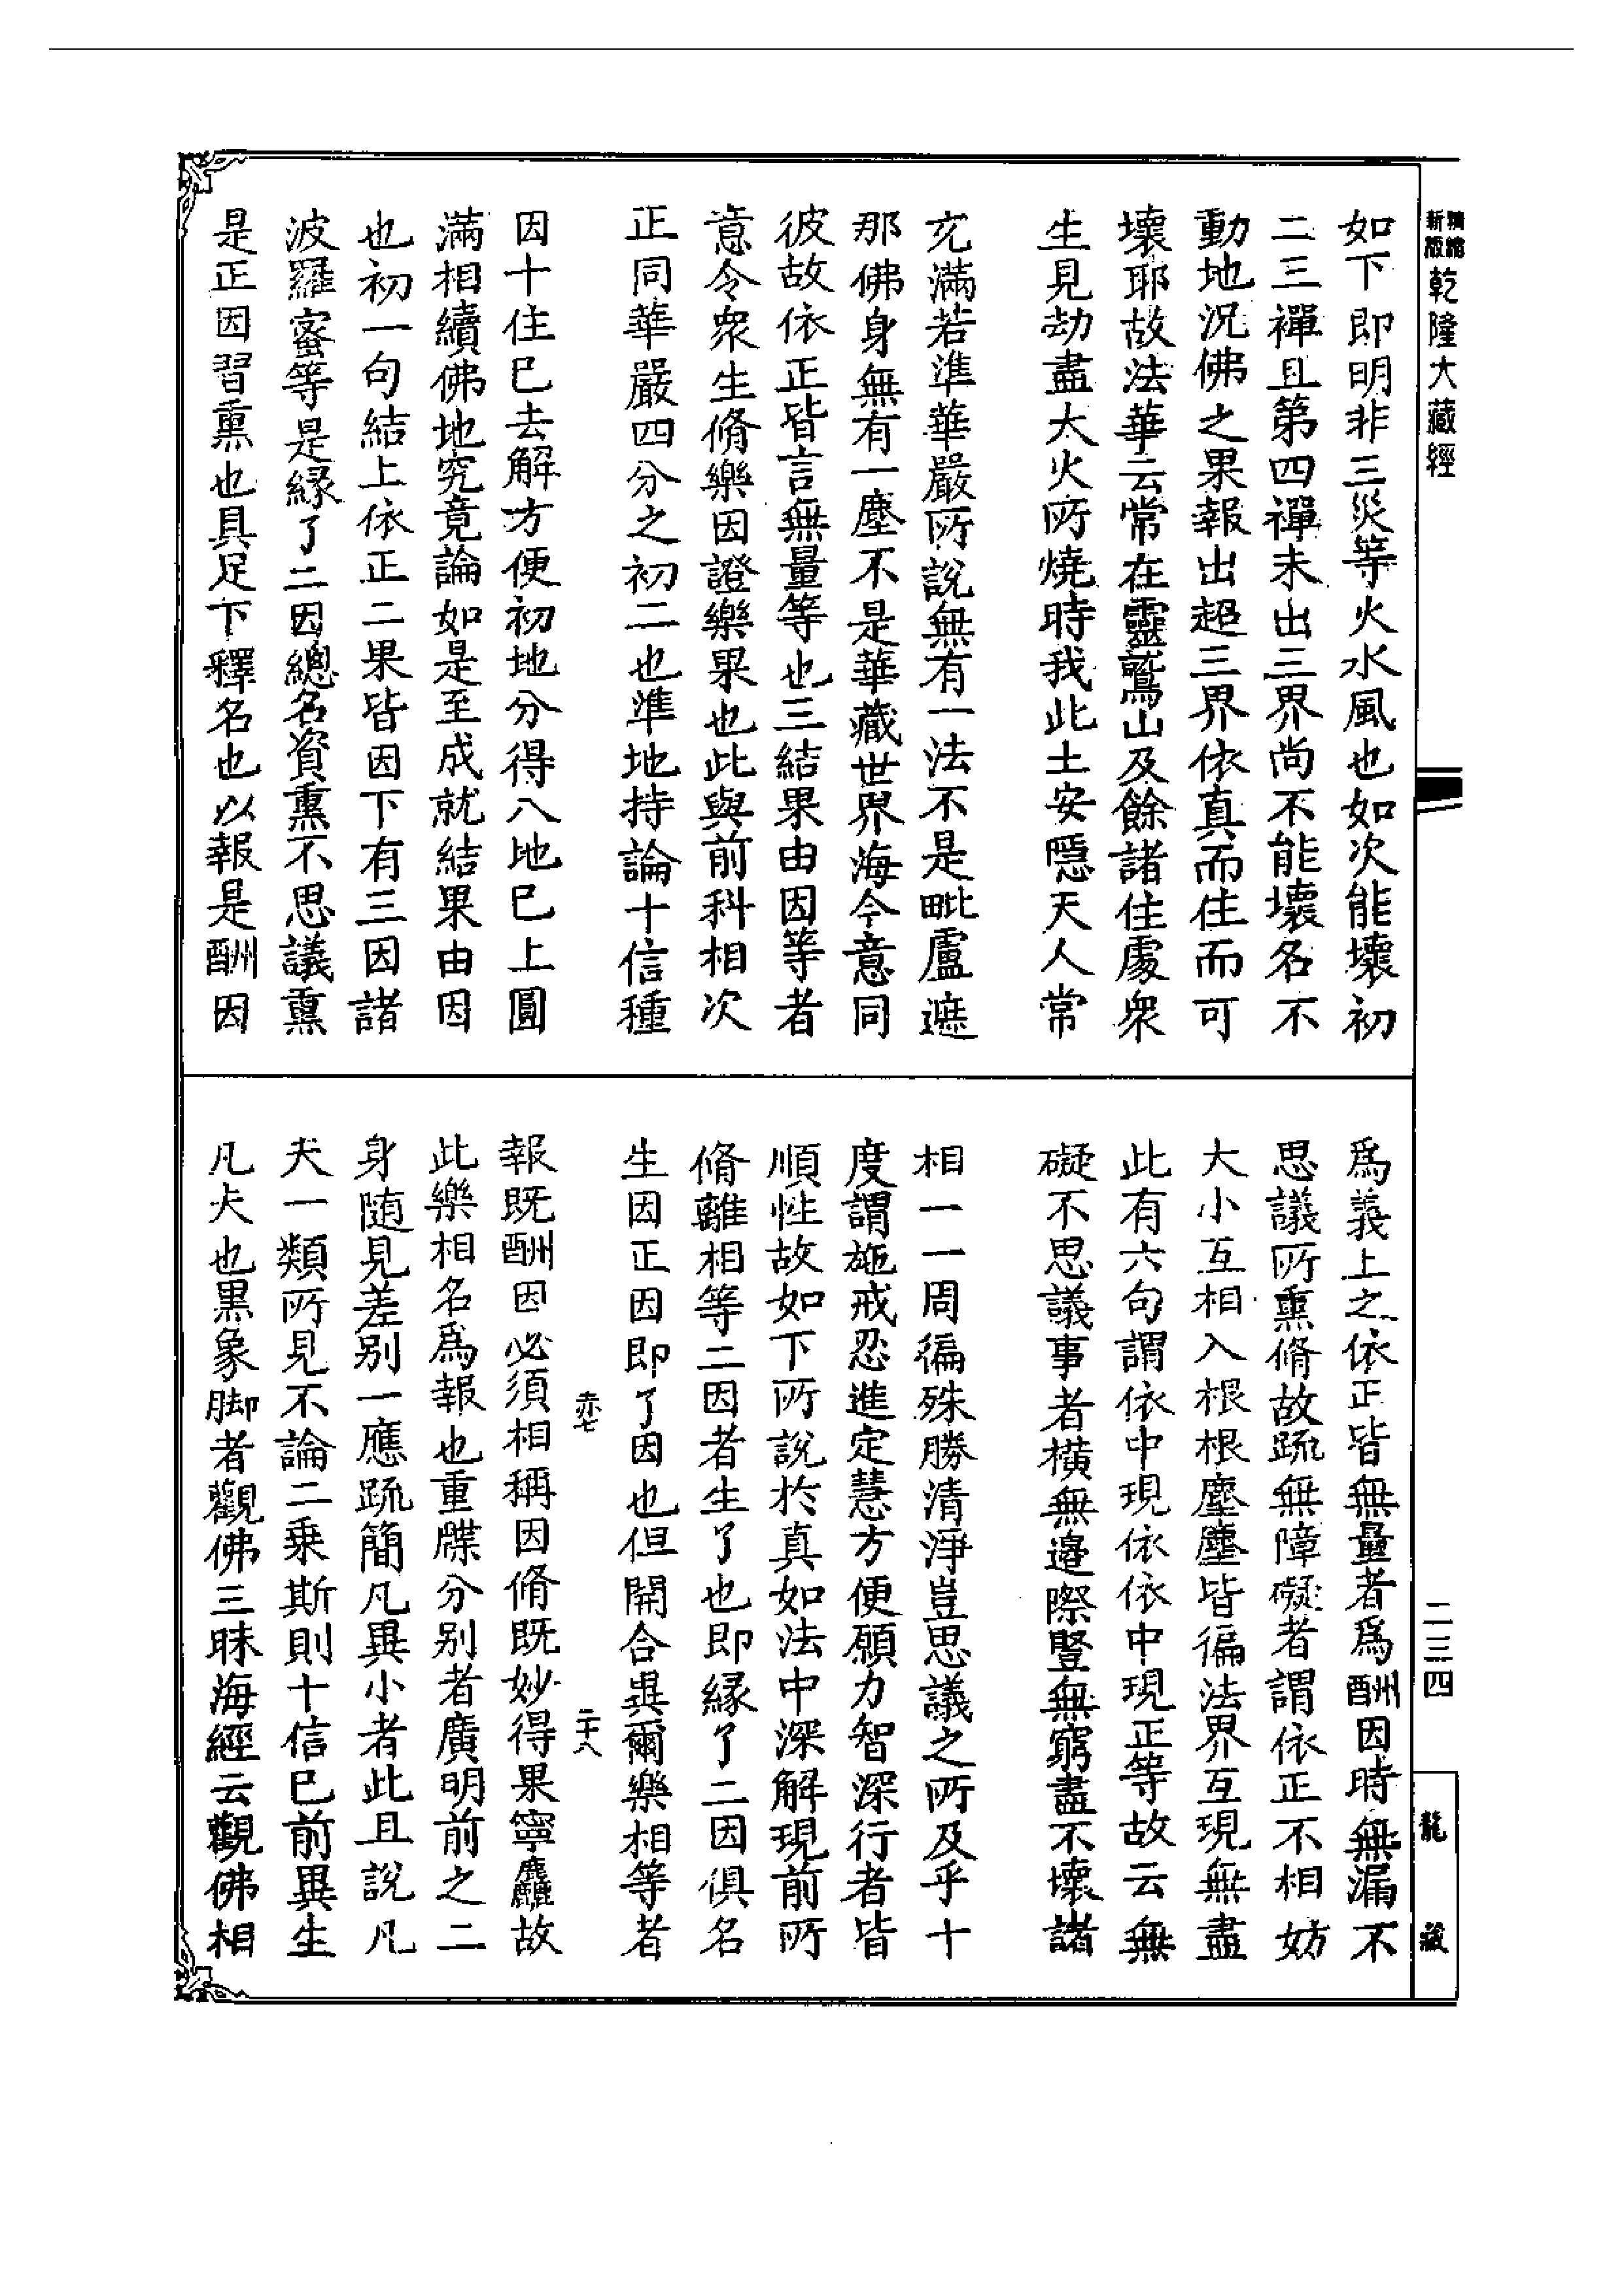 精縮新版
乾隆大藏經
如下即明非三災等火水風也如次能壞初
二三禪且第四禪未出三界尚不能壞名不
動地況佛之果報出超三界依真而住而可
壞耶故法華云常在靈鷲山及餘諸住處衆
生見劫盡大火所燒時我此土安隱天人常
充滿若準華嚴所說無有一法不是毗盧遮
那佛身無有一塵不是華藏世界海今意同
彼故依正皆言無量等也三結果由因等者
意令衆生脩樂因證樂果也此與前科相次
正同華嚴四分之初二也準地持論十信種
因十住巳去解方便初地分得八地巳上圓
滿相續佛地究竟論如是至成就結果由因
也初一句結上依正二果皆因下有三因諸
波羅蜜等是緣了二因總名資熏不思議熏
是正因習熏也具足下釋名也以報是酬因
爲義上之依正皆無量者爲酬因時無漏不
思議所熏脩故疏無障礙者謂依正不相妨
大小互相入根根塵塵皆徧法界互現無盡
此有六句謂依中現依依中現正等故云無
礙不思議事者橫無邊際豎無窮盡不壞諸
相一一周徧殊勝清淨豈思議之所及乎十
度謂施戒忍進定慧方便願力智深行者皆
順性故如下所說於真如法中深解現前所
脩離相等二因者生了也即緣了二因俱名
生因正因即了因也但開合異爾樂相等者
赤七
二十八
報既酬因必須相稱因脩既妙得果寧麤故
此樂相名爲報也重牒分别者廣明前之二
身隨見差别一應疏簡凡異小者此且說凡
夫一類所見不論二乘斯則十信巳前異生
凡夫也黑象脚者觀佛三昧海經云觀佛相
二三四
龍藏